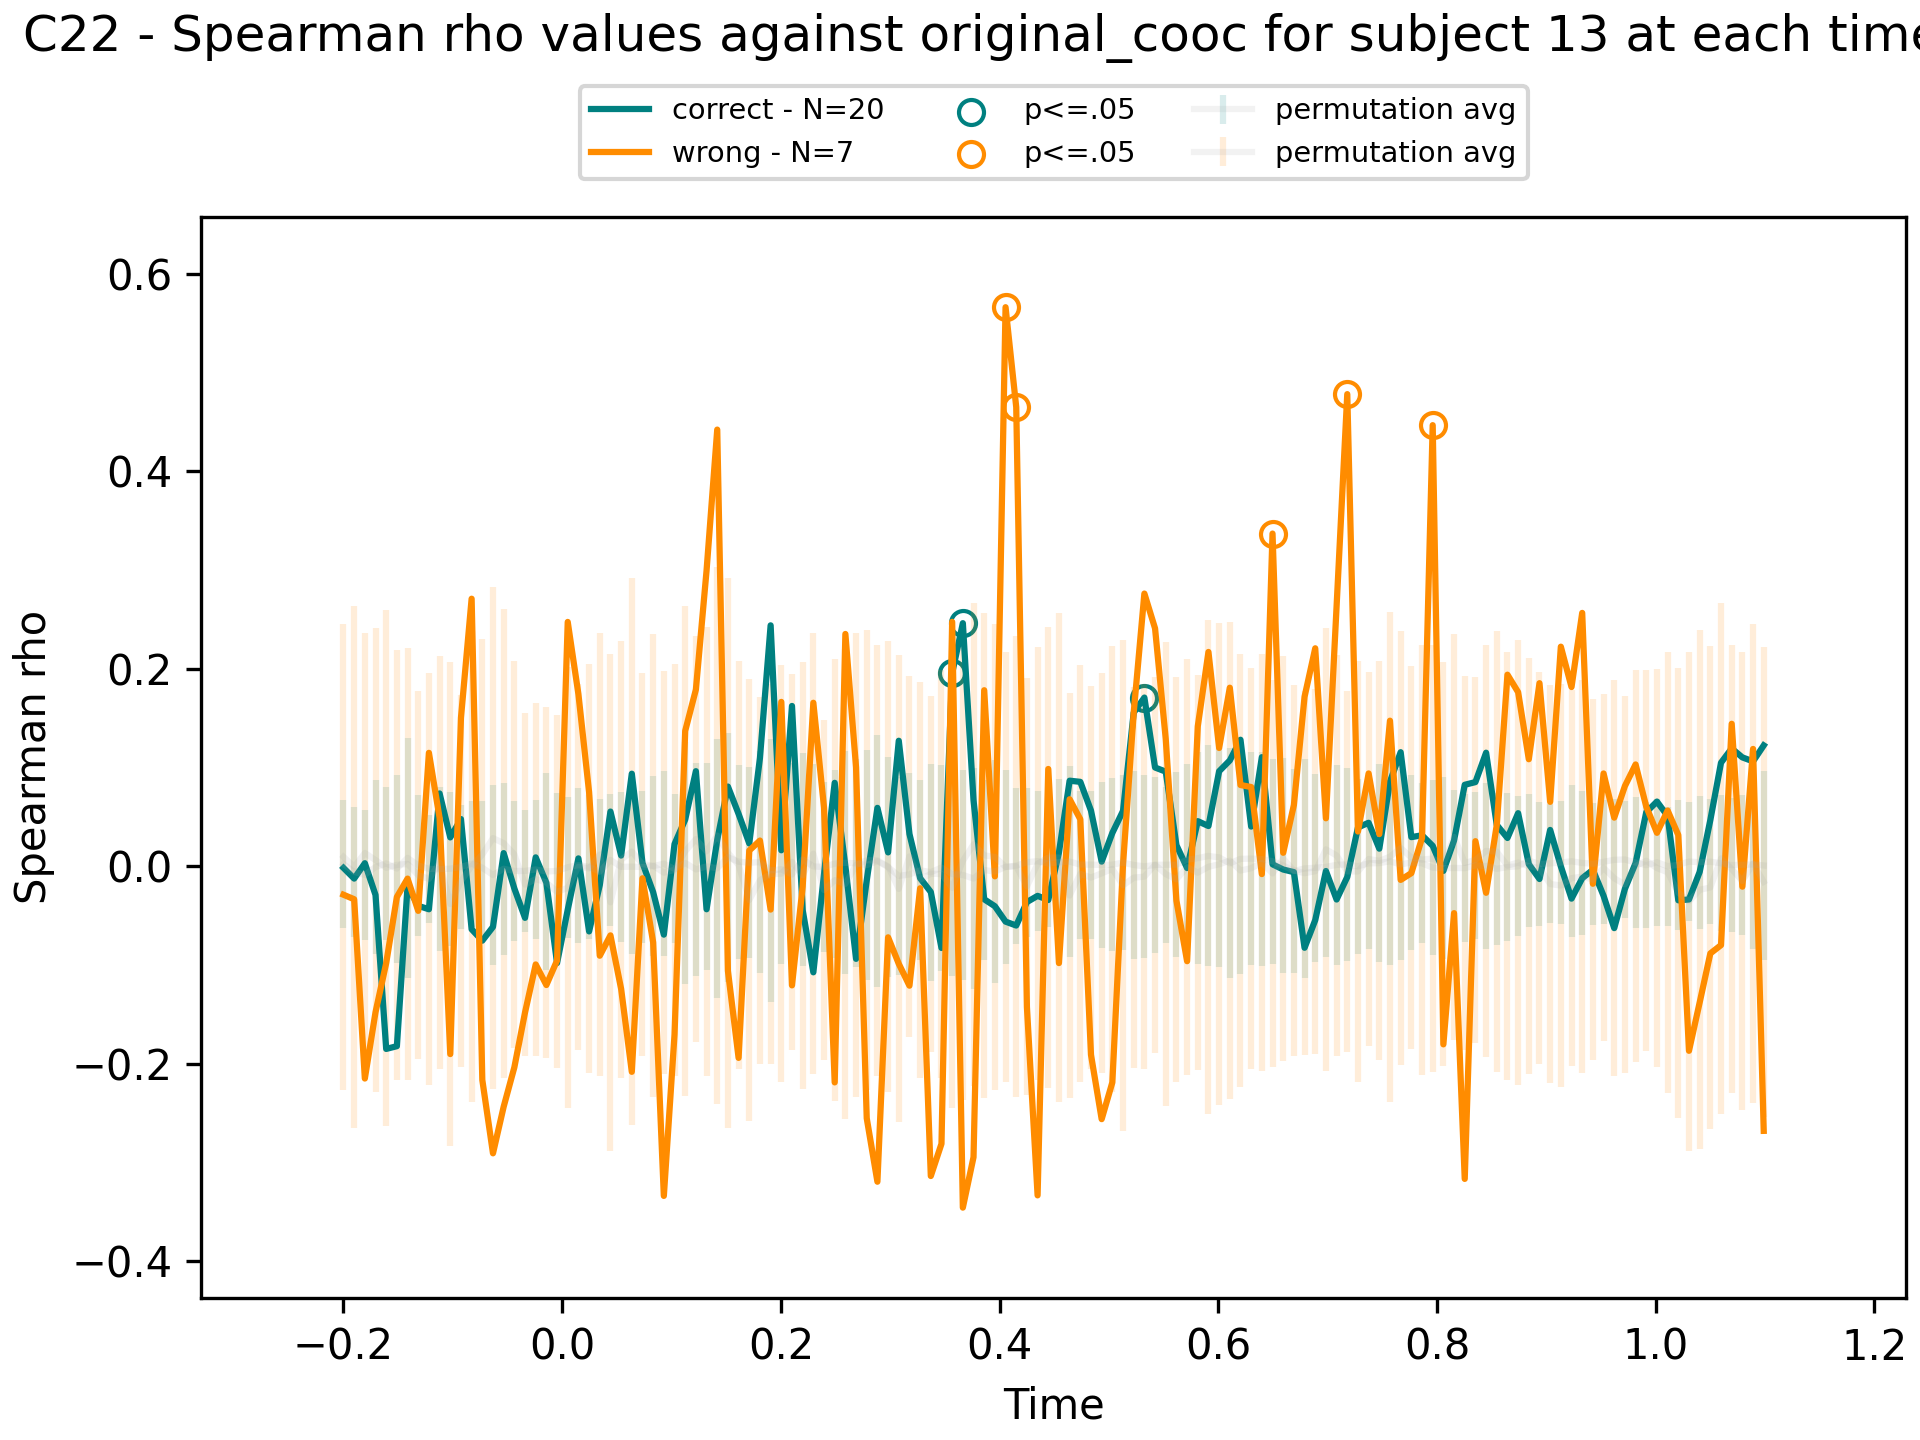 C22 - Spearman rho values against original_cooc for subject 13 at each time
correct - N=20
wrong - N=7
p<=.05
p<=.05
permutation avg
permutation avg
Spearman rho
0.6
0.4
0.2
0.0
−0.2
−0.4
−0.2 0.0 0.2 0.4 0.6 0.8 1.0 1.2
Time